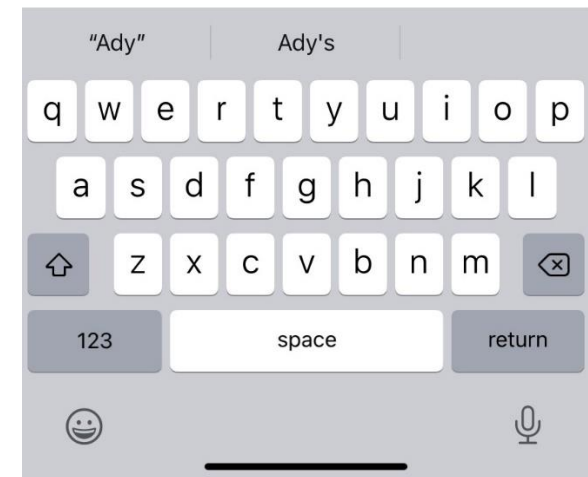 “Ady” Ady's
q w e r t y u i o p
a s d f g h j k l
z x c v b n m
123 space return